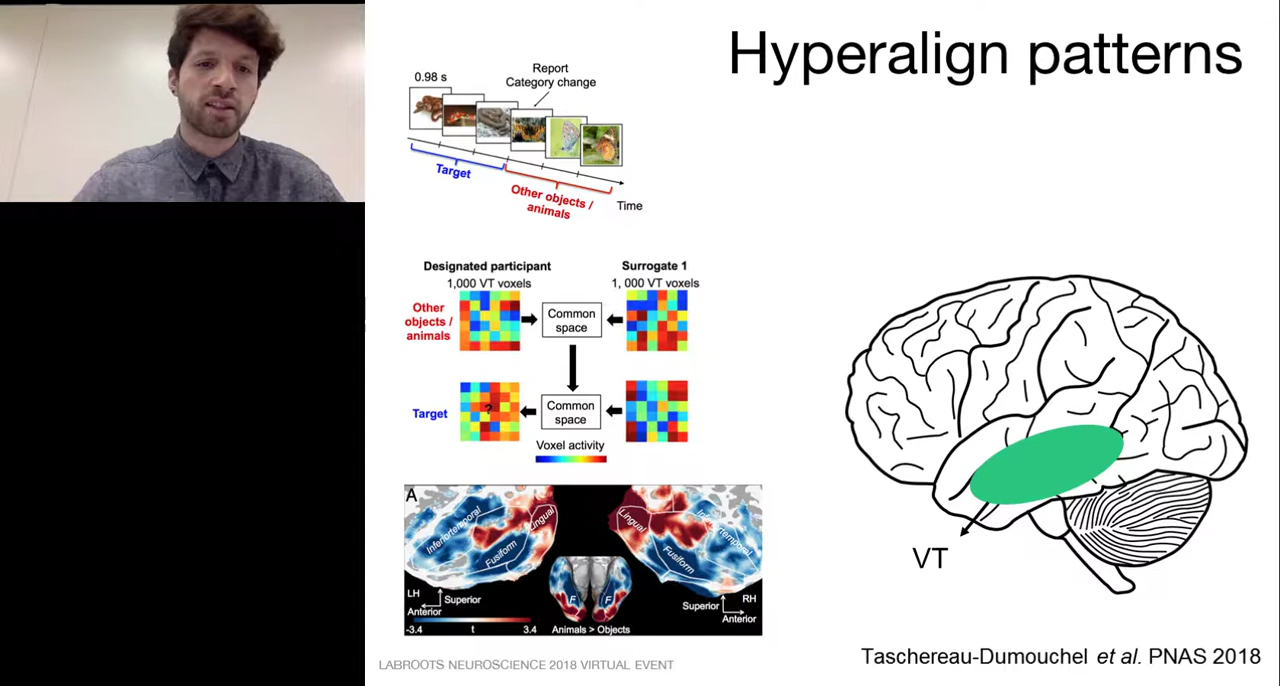 Hyperalign patterns
0.98 s
Report
Category change
Target
Other objects /
animals
Time
Designated participant
1,000 VT voxels
Surrogate 1
1, 000 VT voxels
Other
objects /
animals
Common
space
Target
?
Common
space
Voxel activity
A
Inferiortemporal
Fusiform
Lingual
Lingual
Fusiform
Inferiortemporal
LH
Superior
Anterior
-3.4
t
3.4
F
F
Animals > Objects
Superior
RH
Anterior
VT
Taschereau-Dumouchel et al. PNAS 2018
LABROOTS NEUROSCIENCE 2018 VIRTUAL EVENT